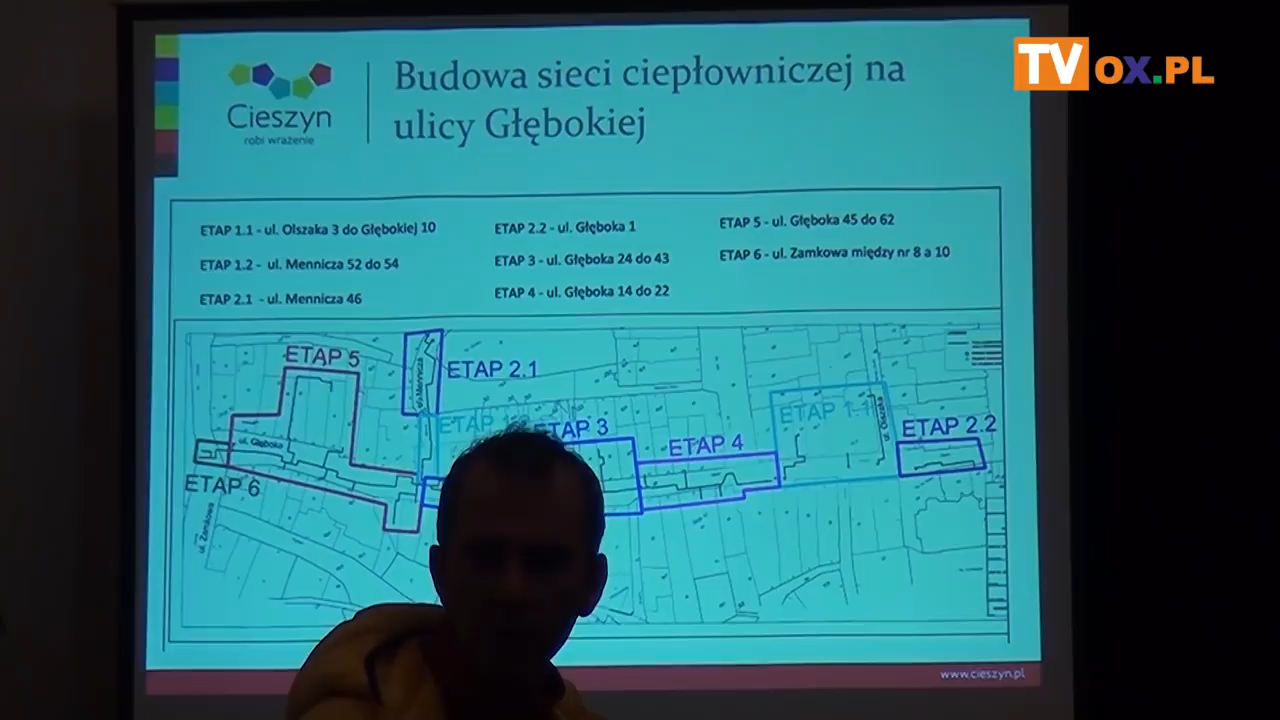 TVOX.PL
Cieszyn
robi wrażenie
Budowa sieci ciepłowniczej na
ulicy Głębokiej
ETAP 1.1 - ul. Olszaka 3 do Głębokiej 10
ETAP 1.2 - ul. Mennicza 52 do 54
ETAP 2.1 - ul. Mennicza 46
ETAP 2.2 - ul. Głęboka 1
ETAP 3 - ul. Głęboka 24 do 43
ETAP 4 - ul. Głęboka 14 do 22
ETAP 5 - ul. Głęboka 45 do 62
ETAP 6 - ul. Zamkowa między nr 8 a 10
ETAP 5
ul. Mennicza
ETAP 2.1
ETAP 1.1
ul. Olszaka
ETAP
ETAP 3
ETAP 2.2
ul. Głęboka
ETAP 4
ETAP 6
ul. Zamkowa
www.cieszyn.pl